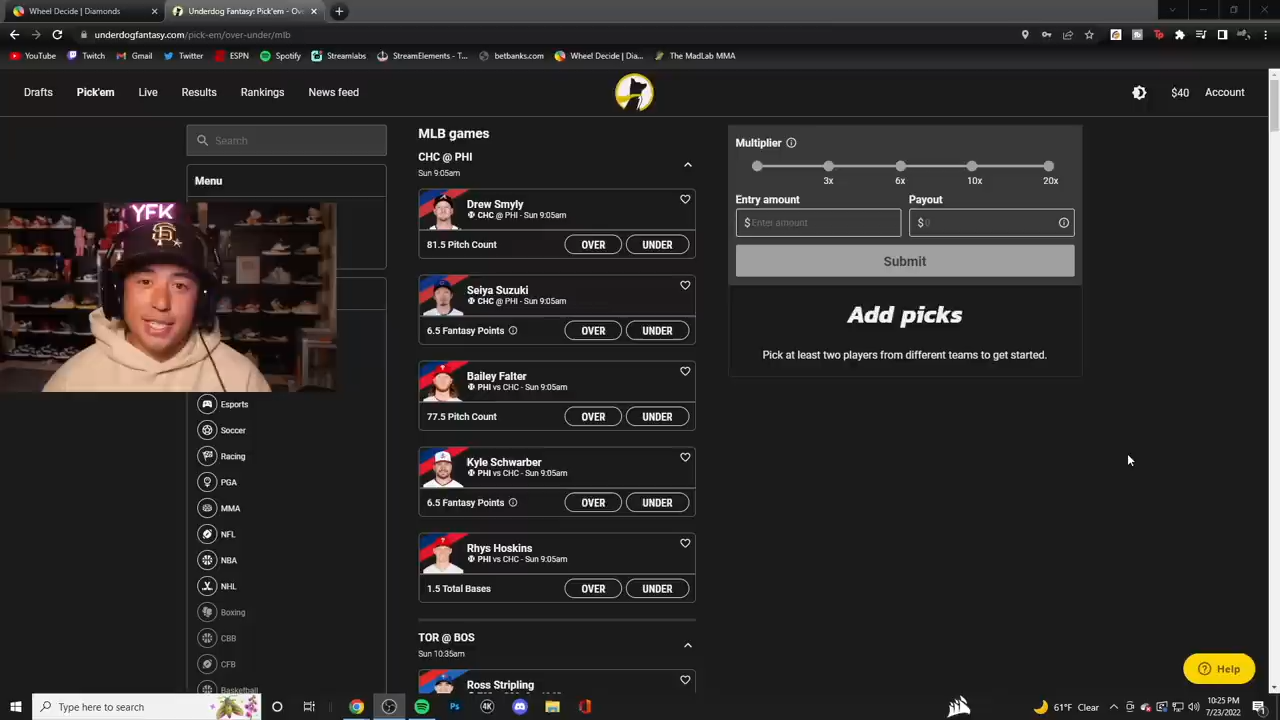 Wheel Decide | Diamonds
Underdog Fantasy: Pick'em - Ove
underdogfantasy.com/pick-em/over-under/mlb
YouTube Twitch Gmail Twitter ESPN Spotify Streamlabs StreamElements - T... betbanks.com Wheel Decide | Dia... The MadLab MMA
Drafts Pick'em Live Results Rankings News feed $40 Account
Search
Menu
YFK
SF
Esports
Soccer
Racing
PGA
MMA
NFL
NBA
NHL
Boxing
CBB
CFB
Basketball
MLB games
CHC @ PHI
Sun 9:05am
Drew Smyly
CHC @ PHI - Sun 9:05am
81.5 Pitch Count OVER UNDER
Seiya Suzuki
CHC @ PHI - Sun 9:05am
6.5 Fantasy Points OVER UNDER
Bailey Falter
PHI vs CHC - Sun 9:05am
77.5 Pitch Count OVER UNDER
Kyle Schwarber
PHI vs CHC - Sun 9:05am
6.5 Fantasy Points OVER UNDER
Rhys Hoskins
PHI vs CHC - Sun 9:05am
1.5 Total Bases OVER UNDER
TOR @ BOS
Sun 10:35am
Ross Stripling
Multiplier
3x 6x 10x 20x
Entry amount Payout
$ Enter amount $ 0
Submit
Add picks
Pick at least two players from different teams to get started.
Help
Type here to search
4K
61°F Clear
10:25 PM
7/23/2022